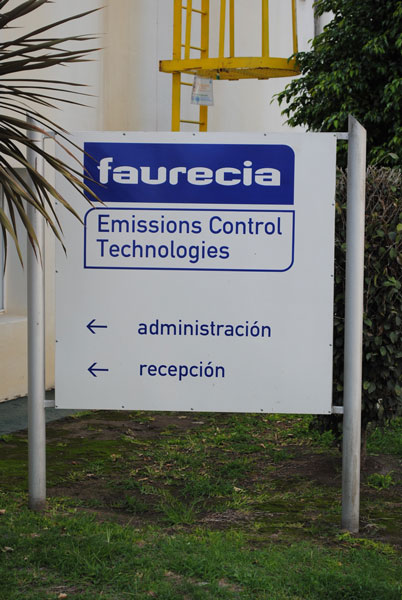 faurecia
Emissions Control
Technologies
← administración
← recepción